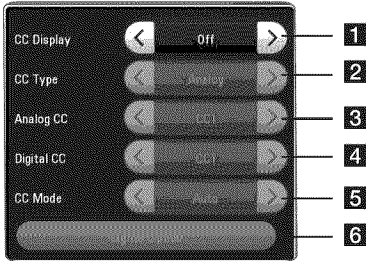 CC Display < Off > 1
CC Type < Analog > 2
Analog CC < CC1 > 3
Digital CC < CC1 > 4
CC Mode < Auto > 5
6